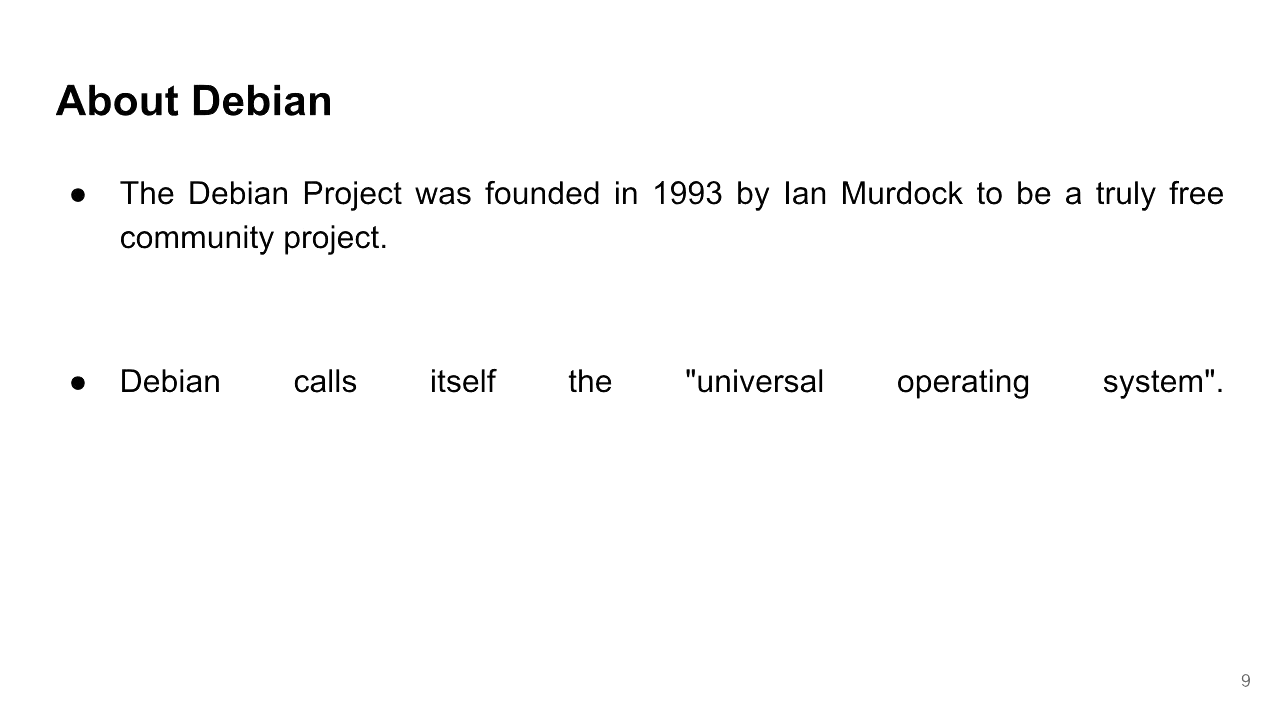 About Debian
● The Debian Project was founded in 1993 by Ian Murdock to be a truly free
community project.
● Debian calls itself the "universal operating system".
9